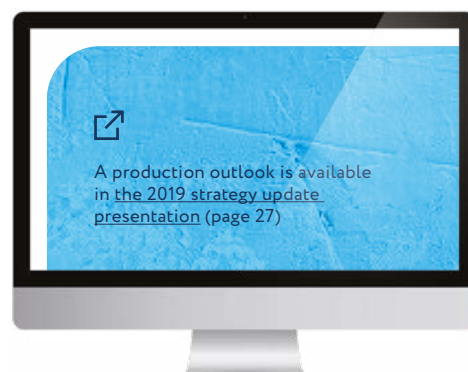 A production outlook is available
in the 2019 strategy update
presentation (page 27)